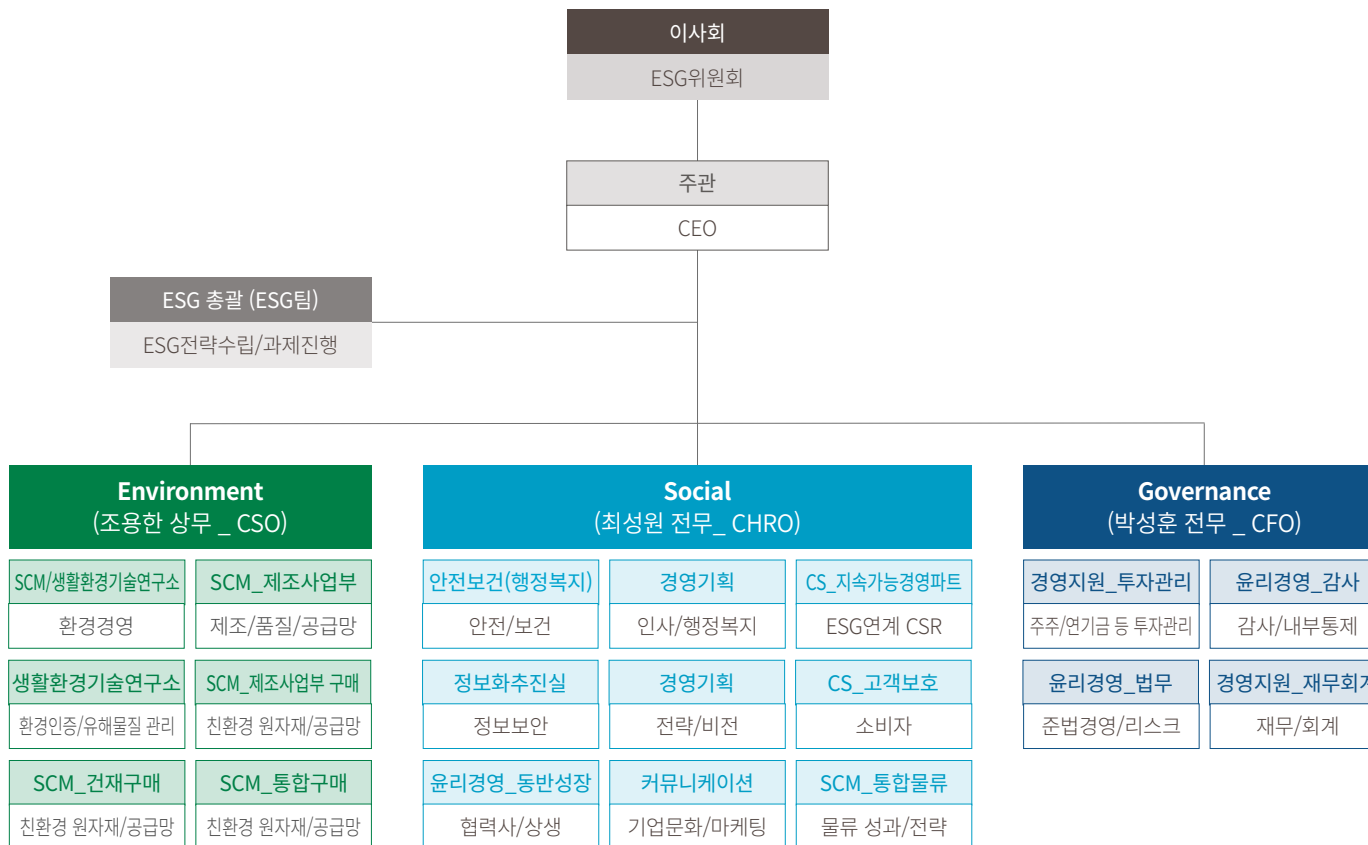 이사회
ESG위원회
주관
CEO
ESG 총괄 (ESG팀)
ESG전략수립/과제진행
Environment
(조용한 상무 _ CSO)
SCM/생활환경기술연구소
환경경영
SCM_제조사업부
제조/품질/공급망
생활환경기술연구소
환경인증/유해물질 관리
SCM_제조사업부 구매
친환경 원자재/공급망
SCM_건재구매
친환경 원자재/공급망
SCM_통합구매
친환경 원자재/공급망
Social
(최성원 전무_ CHRO)
안전보건(행정복지)
안전/보건
경영기획
인사/행정복지
CS_지속가능경영파트
ESG연계 CSR
정보화추진실
정보보안
경영기획
전략/비전
CS_고객보호
소비자
윤리경영_동반성장
협력사/상생
커뮤니케이션
기업문화/마케팅
SCM_통합물류
물류 성과/전략
Governance
(박성훈 전무 _ CFO)
경영지원_투자관리
주주/연기금 등 투자관리
윤리경영_감사
감사/내부통제
윤리경영_법무
준법경영/리스크
경영지원_재무회계
재무/회계